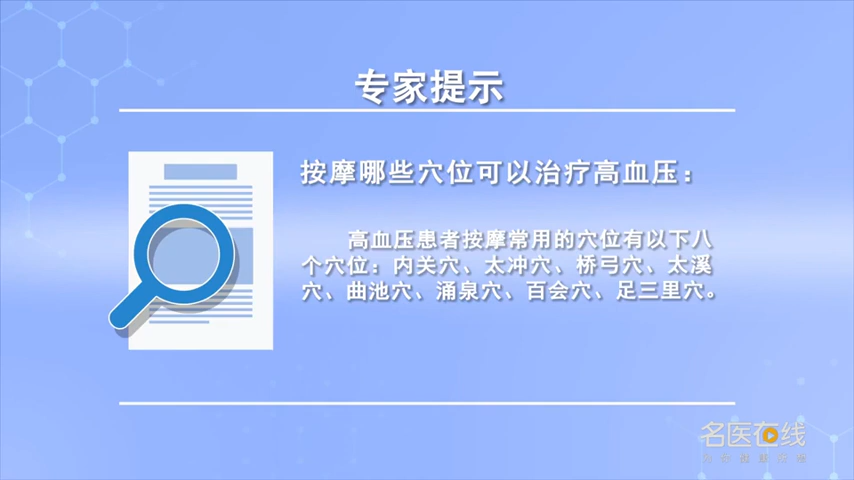 专家提示
按摩哪些穴位可以治疗高血压：
高血压患者按摩常用的穴位有以下八
个穴位：内关穴、太冲穴、桥弓穴、太溪
穴、曲池穴、涌泉穴、百会穴、足三里穴。
名医在线